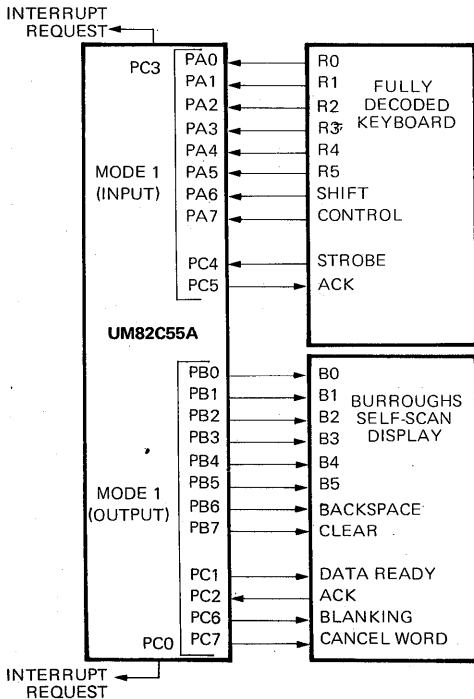 INTERRUPT
REQUEST
PC3
PA0 R0
PA1 R1
PA2 R2
PA3 R3
PA4 R4
PA5 R5
PA6 SHIFT
PA7 CONTROL
FULLY
DECODED
KEYBOARD
MODE 1
(INPUT)
PC4 STROBE
PC5 ACK
UM82C55A
PB0 B0
PB1 B1
PB2 B2
PB3 B3
PB4 B4
PB5 B5
PB6 BACKSPACE
PB7 CLEAR
BURROUGHS
SELF-SCAN
DISPLAY
MODE 1
(OUTPUT)
PC1 DATA READY
PC2 ACK
PC6 BLANKING
PC7 CANCEL WORD
PC0
INTERRUPT
REQUEST